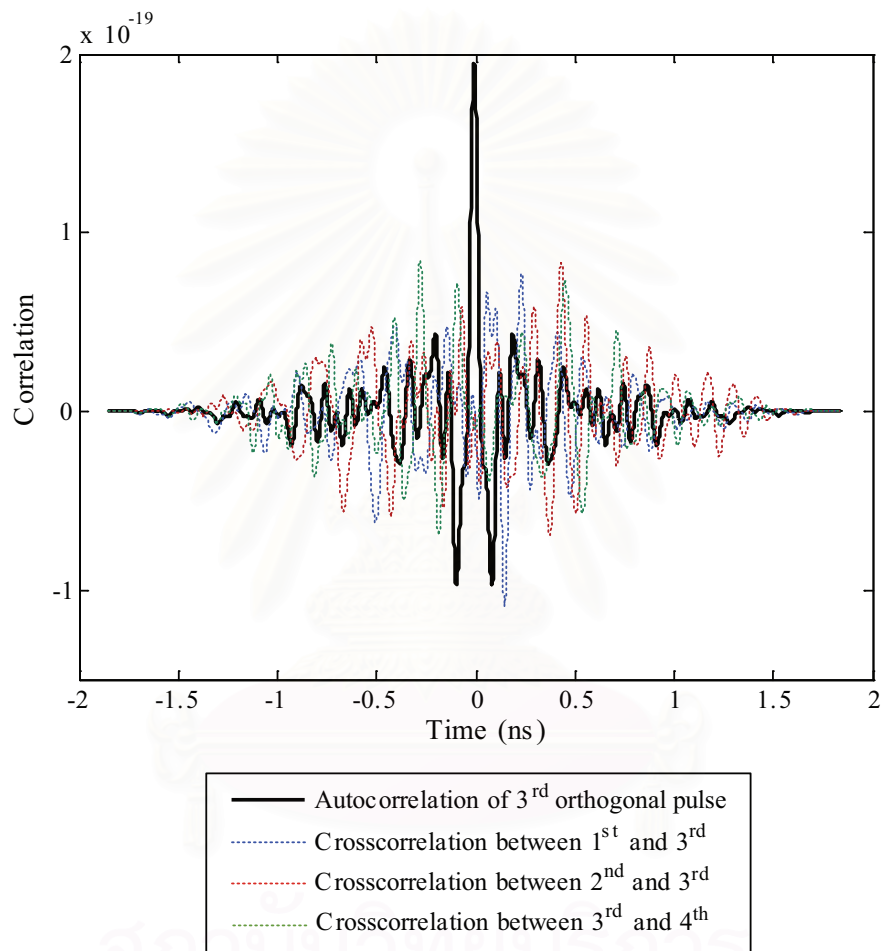 x 10^-19
2
1
0
-1
Correlation
-2 -1.5 -1 -0.5 0 0.5 1 1.5 2
Time (ns)
Autocorrelation of 3rd orthogonal pulse
Crosscorrelation between 1st and 3rd
Crosscorrelation between 2nd and 3rd
Crosscorrelation between 3rd and 4th